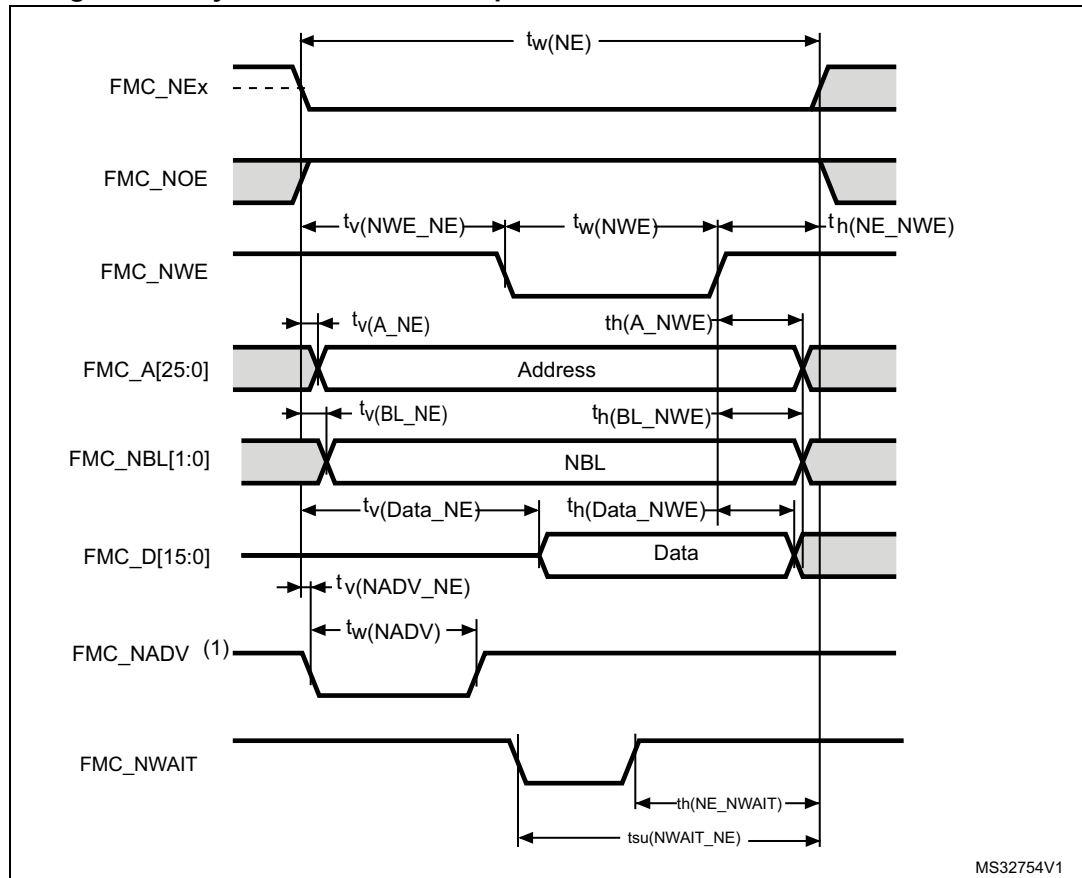 tw(NE)
FMC_NEx
FMC_NOE
tv(NWE_NE)
tw(NWE)
th(NE_NWE)
FMC_NWE
tv(A_NE)
th(A_NWE)
FMC_A[25:0]
Address
tv(BL_NE)
th(BL_NWE)
FMC_NBL[1:0]
NBL
tv(Data_NE)
th(Data_NWE)
FMC_D[15:0]
Data
tv(NADV_NE)
tw(NADV)
FMC_NADV (1)
FMC_NWAIT
th(NE_NWAIT)
tsu(NWAIT_NE)
MS32754V1